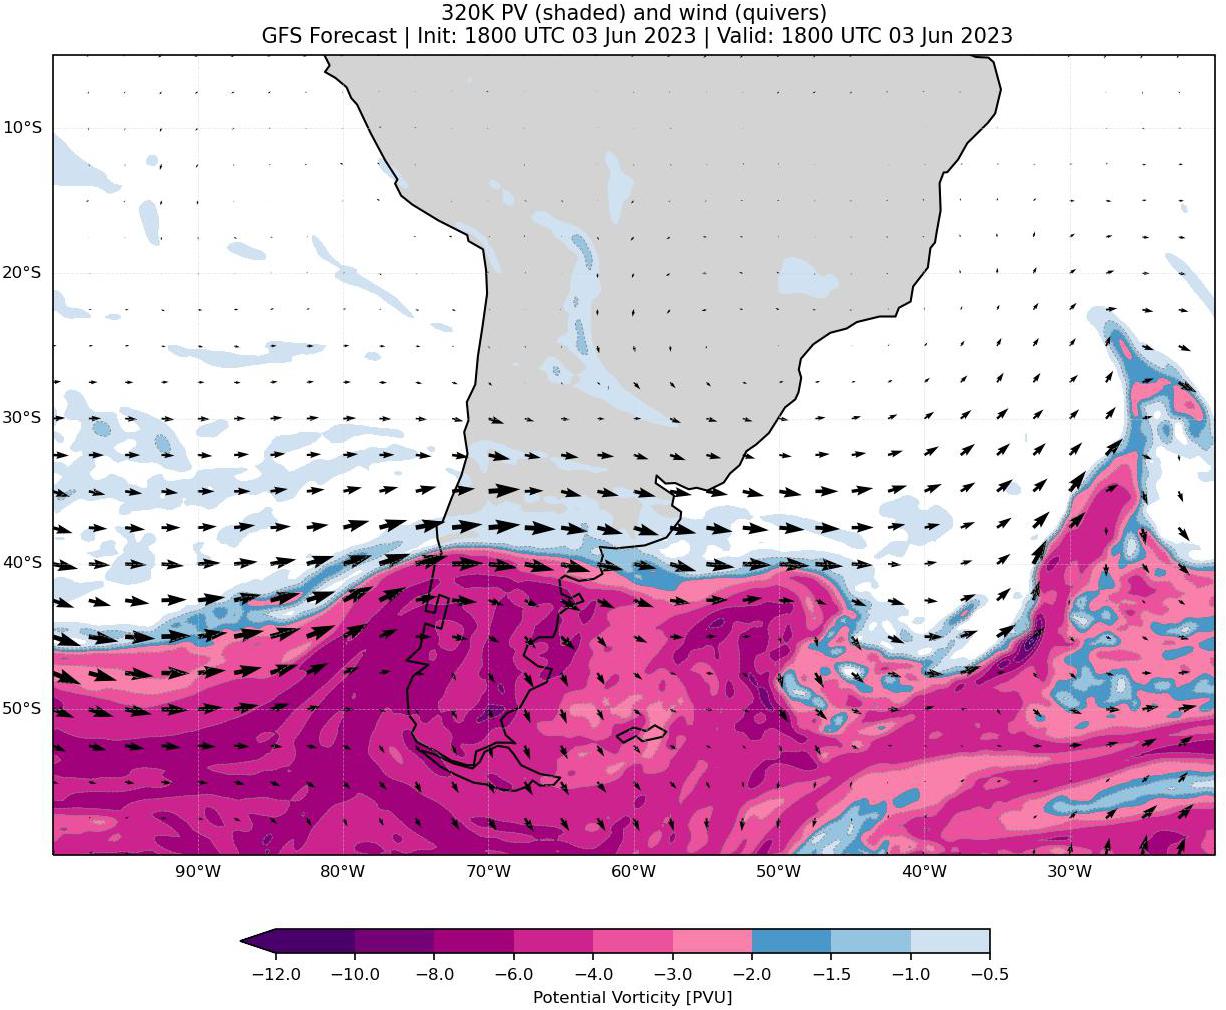 320K PV (shaded) and wind (quivers)
GFS Forecast | Init: 1800 UTC 03 Jun 2023 | Valid: 1800 UTC 03 Jun 2023
10°S
20°S
30°S
40°S
50°S
90°W 80°W 70°W 60°W 50°W 40°W 30°W
−12.0 −10.0 −8.0 −6.0 −4.0 −3.0 −2.0 −1.5 −1.0 −0.5
Potential Vorticity [PVU]